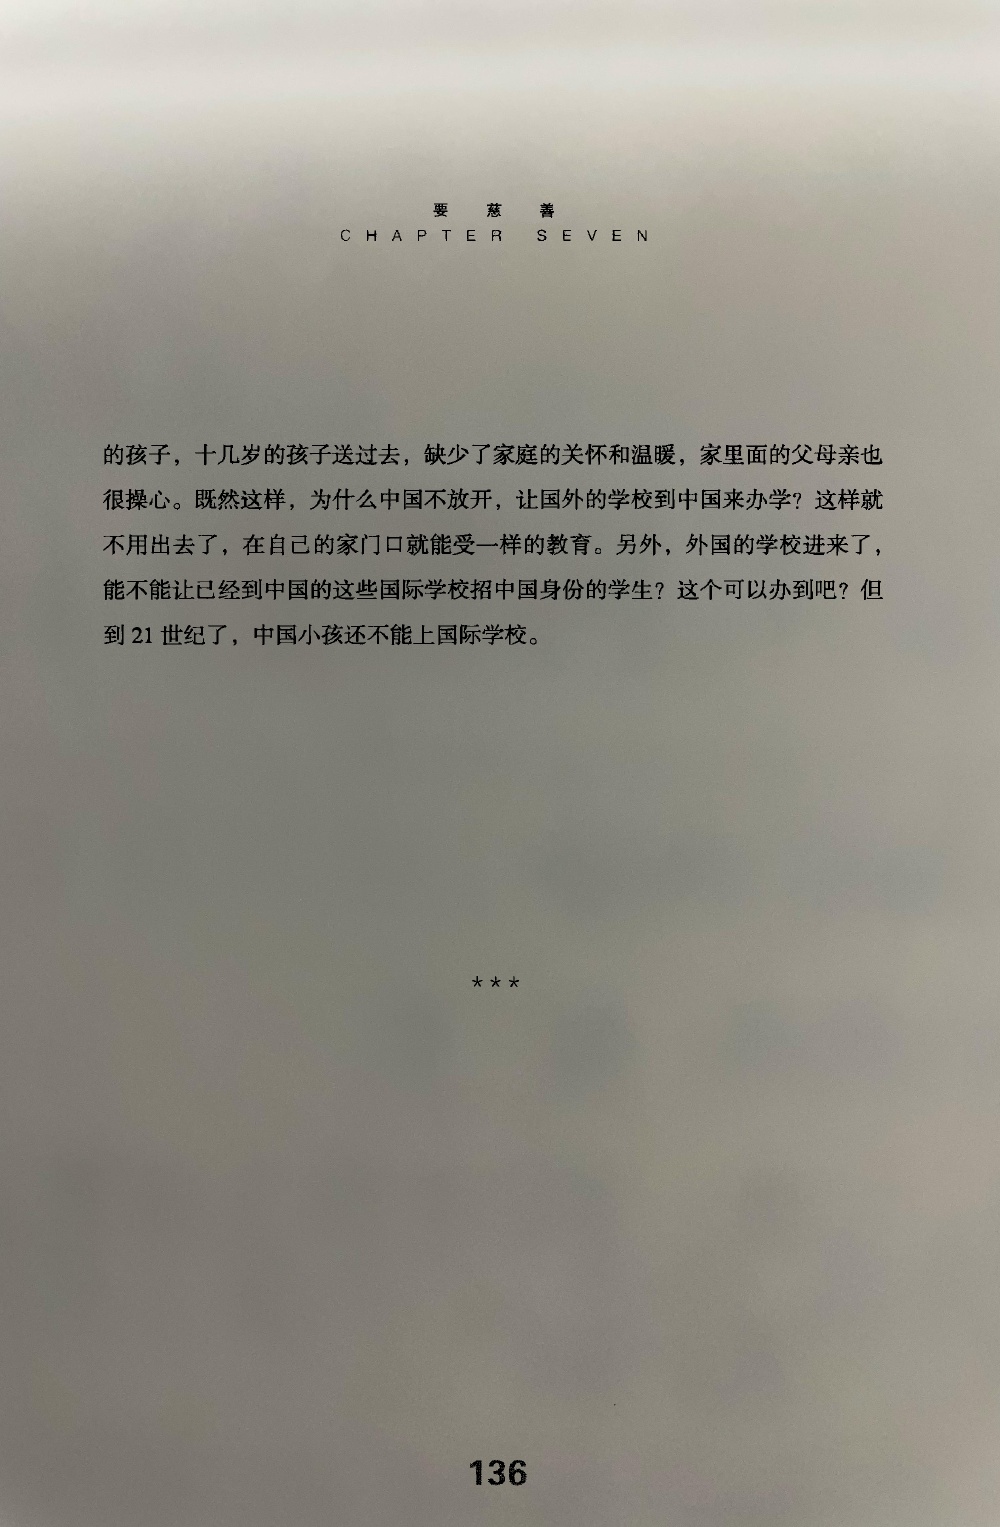 要慈善
CHAPTER SEVEN
的孩子，十几岁的孩子送过去，缺少了家庭的关怀和温暖，家里面的父母亲也
很操心。既然这样，为什么中国不放开，让国外的学校到中国来办学？这样就
不用出去了，在自己的家门口就能受一样的教育。另外，外国的学校进来了，
能不能让已经到中国的这些国际学校招中国身份的学生？这个可以办到吧？但
到 21 世纪了，中国小孩还不能上国际学校。
***
136